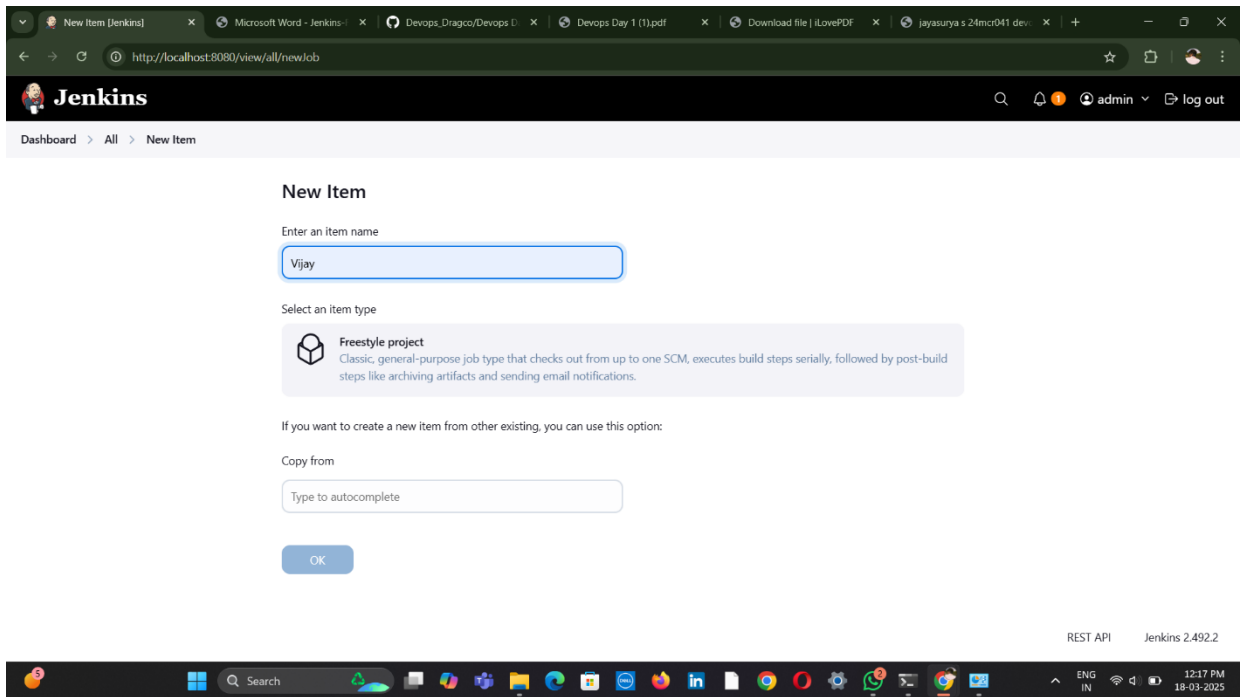 New Item [Jenkins]
Microsoft Word - Jenkins-
Devops_Dragco/Devops D
Devops Day 1 (1).pdf
Download file | iLovePDF
jayasurya s 24mcr041 dev
http://localhost:8080/view/all/newJob
Jenkins
1
admin
log out
Dashboard > All > New Item
New Item
Enter an item name
Vijay
Select an item type
Freestyle project
Classic, general-purpose job type that checks out from up to one SCM, executes build steps serially, followed by post-build
steps like archiving artifacts and sending email notifications.
If you want to create a new item from other existing, you can use this option:
Copy from
Type to autocomplete
OK
REST API
Jenkins 2.492.2
5
Search
DELL
in
ENG
IN
12:17 PM
18-03-2025